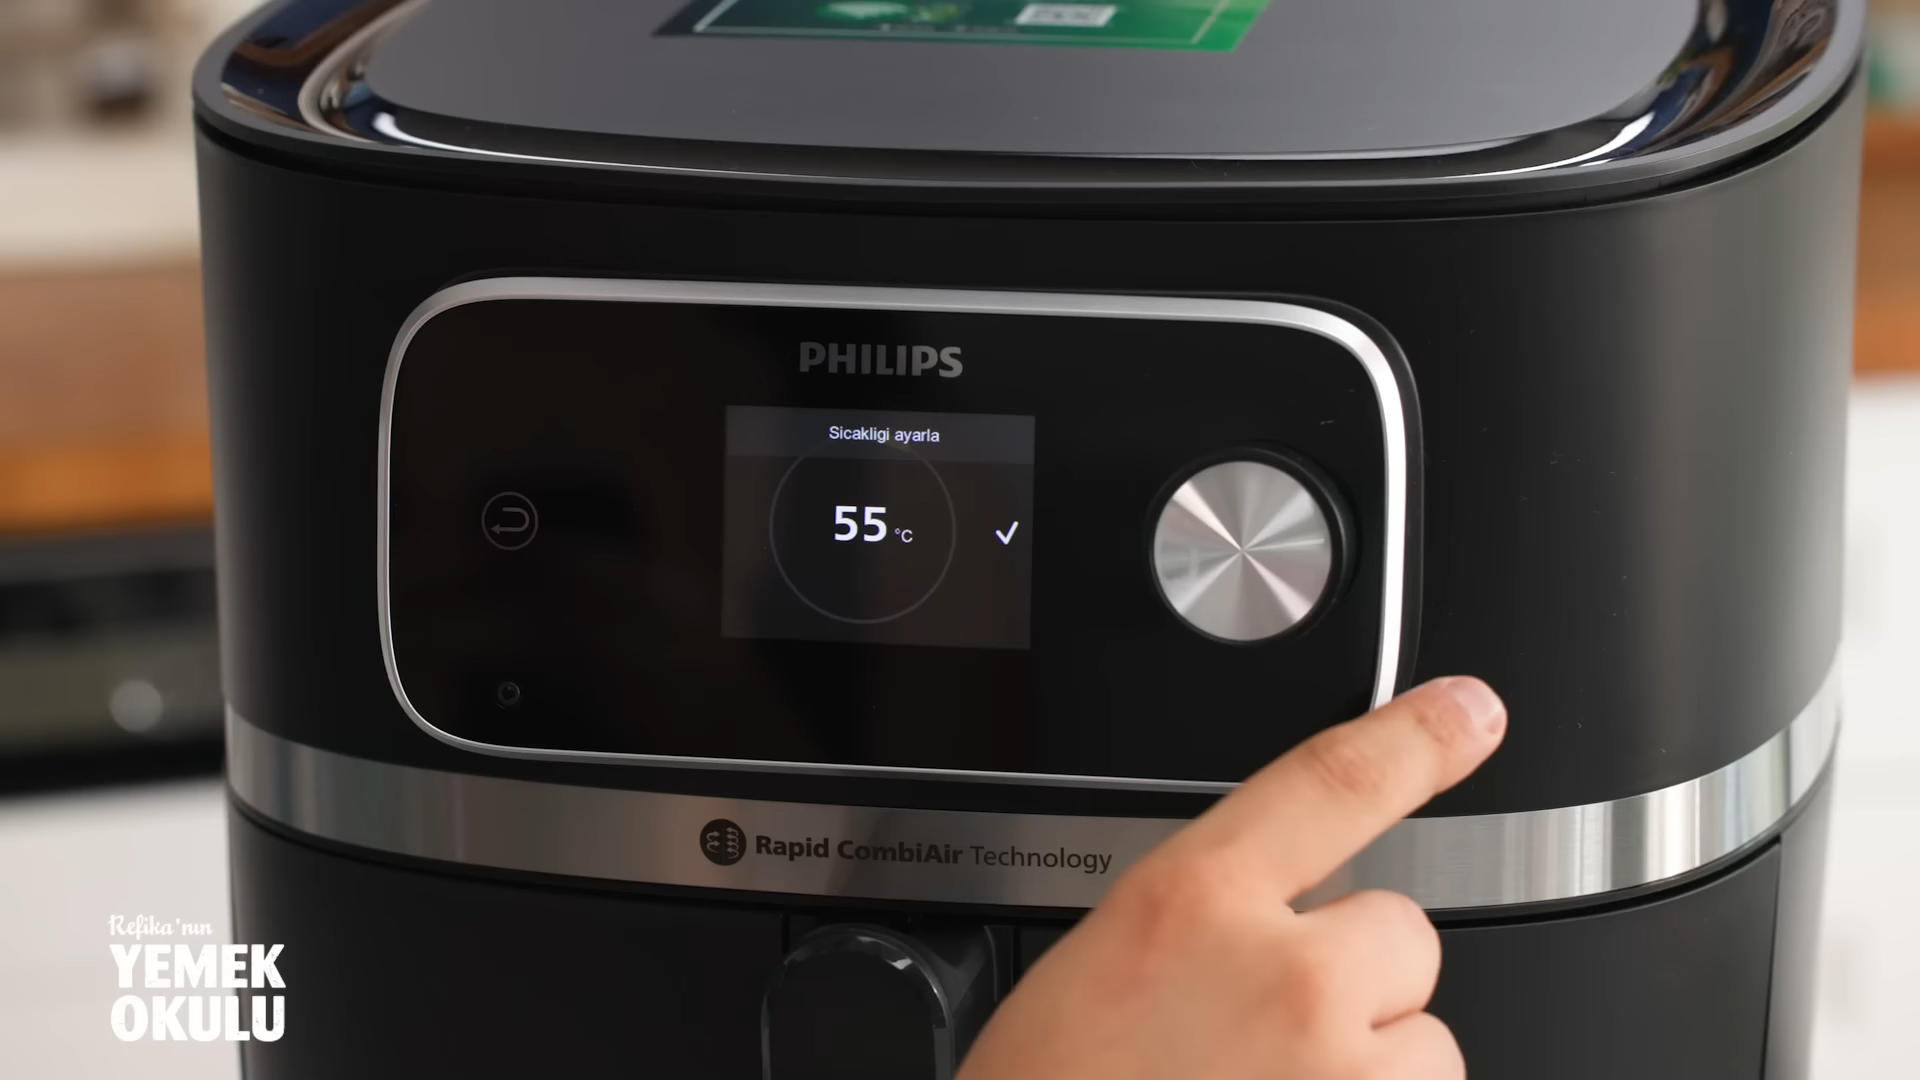 PHILIPS
Sicakligi ayarla
55 °C
Rapid CombiAir Technology
Refika'nın
YEMEK
OKULU